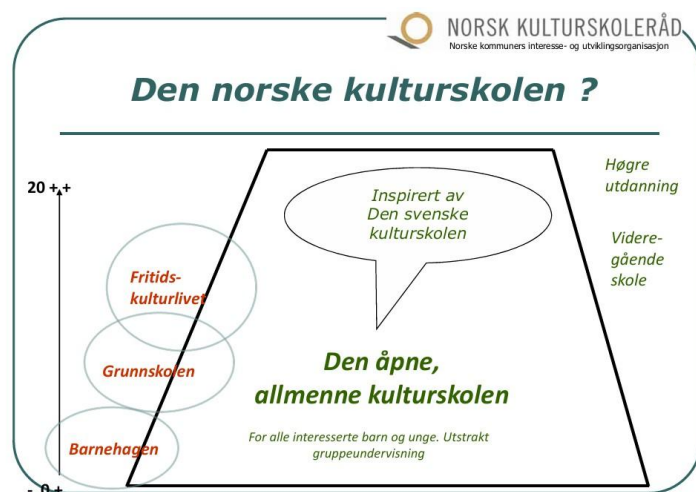 NORSK KULTURSKOLERÅD
Norske kommuners interesse- og utviklingsorganisasjon
Den norske kulturskolen ?
20 + +
Inspirert av
Den svenske
kulturskolen
Høgre
utdanning
Videre-
gående
skole
Fritids-
kulturlivet
Grunnskolen
Barnehagen
Den åpne,
allmenne kulturskolen
For alle interesserte barn og unge. Utstrakt
gruppeundervisning
- 0 +